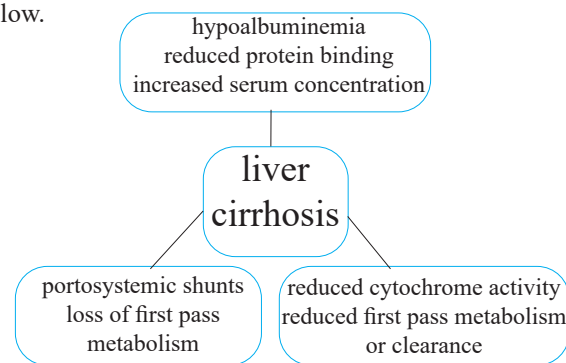 low.
hypoalbuminemia
reduced protein binding
increased serum concentration
liver
cirrhosis
portosystemic shunts
loss of first pass
metabolism
reduced cytochrome activity
reduced first pass metabolism
or clearance